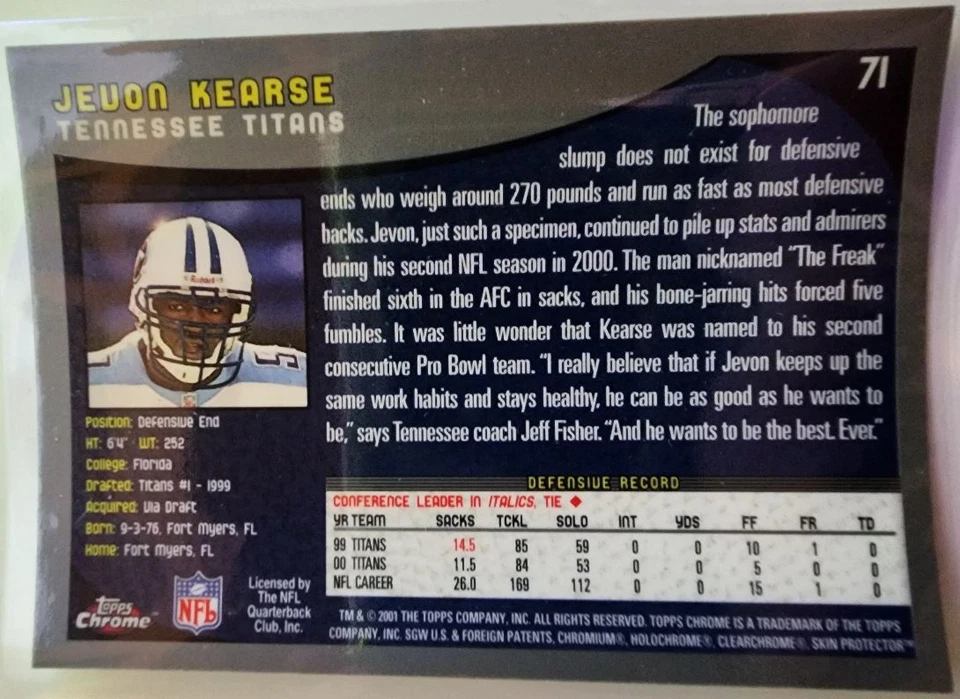 71
JEVON KEARSE
TENNESSEE TITANS
The sophomore
slump does not exist for defensive
ends who weigh around 270 pounds and run as fast as most defensive
backs. Jevon, just such a specimen, continued to pile up stats and admirers
during his second NFL season in 2000. The man nicknamed "The Freak"
finished sixth in the AFC in sacks, and his bone-jarring hits forced five
fumbles. It was little wonder that Kearse was named to his second
consecutive Pro Bowl team. "I really believe that if Jevon keeps up the
same work habits and stays healthy, he can be as good as he wants to
be," says Tennessee coach Jeff Fisher. "And he wants to be the best. Ever."
Riddell
Position: Defensive End
HT: 6'4" WT: 252
College: Florida
Drafted: Titans #1 - 1999
Acquired: Via Draft
Born: 9-3-76, Fort Myers, FL
Home: Fort Myers, FL
DEFENSIVE RECORD
CONFERENCE LEADER IN ITALICS, TIE ◆
YR TEAM SACKS TCKL SOLO INT YDS FF FR TD
99 TITANS 14.5 85 59 0 0 10 1 0
00 TITANS 11.5 84 53 0 0 5 0 0
NFL CAREER 26.0 169 112 0 0 15 1 0
Topps
Chrome
NFL
Licensed by
The NFL
Quarterback
Club, Inc.
TM & © 2001 THE TOPPS COMPANY, INC. ALL RIGHTS RESERVED. TOPPS CHROME IS A TRADEMARK OF THE TOPPS
COMPANY, INC. SGW U.S. & FOREIGN PATENTS, CHROMIUM®, HOLOCHROME®, CLEARCHROME®, SKIN PROTECTOR™